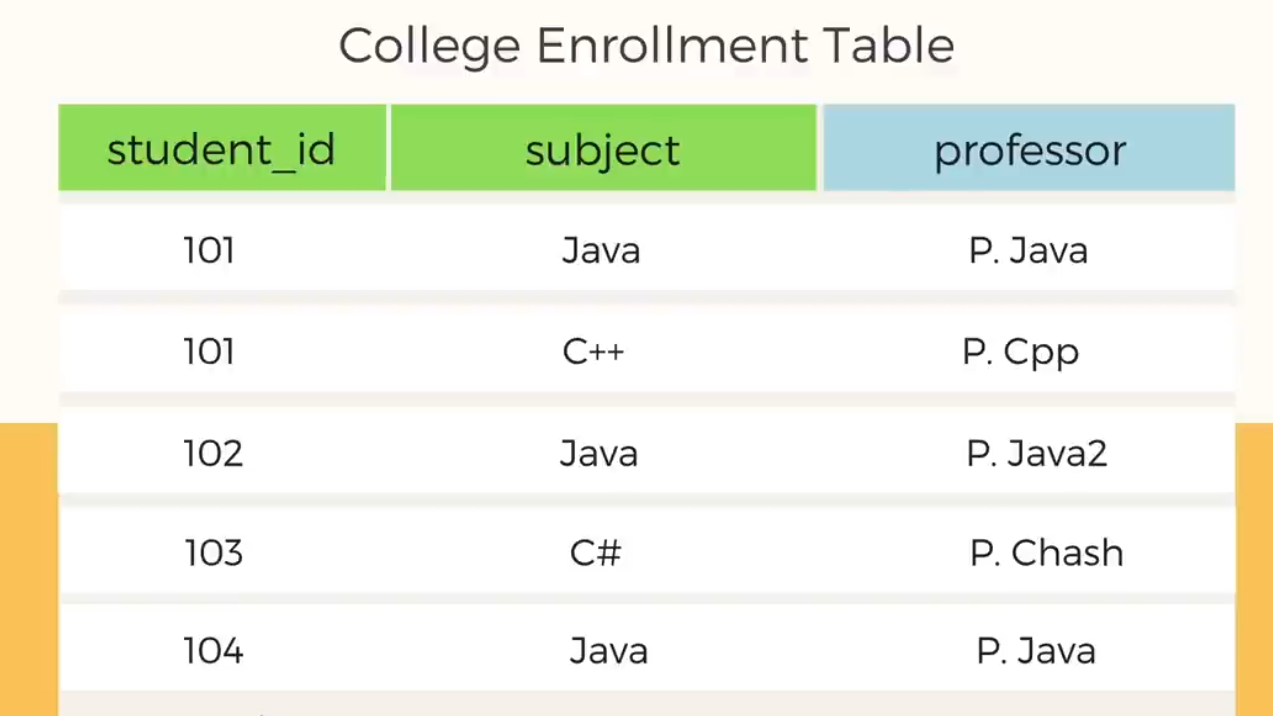 College Enrollment Table
student_id subject professor
101 Java P. Java
101 C++ P. Cpp
102 Java P. Java2
103 C# P. Chash
104 Java P. Java